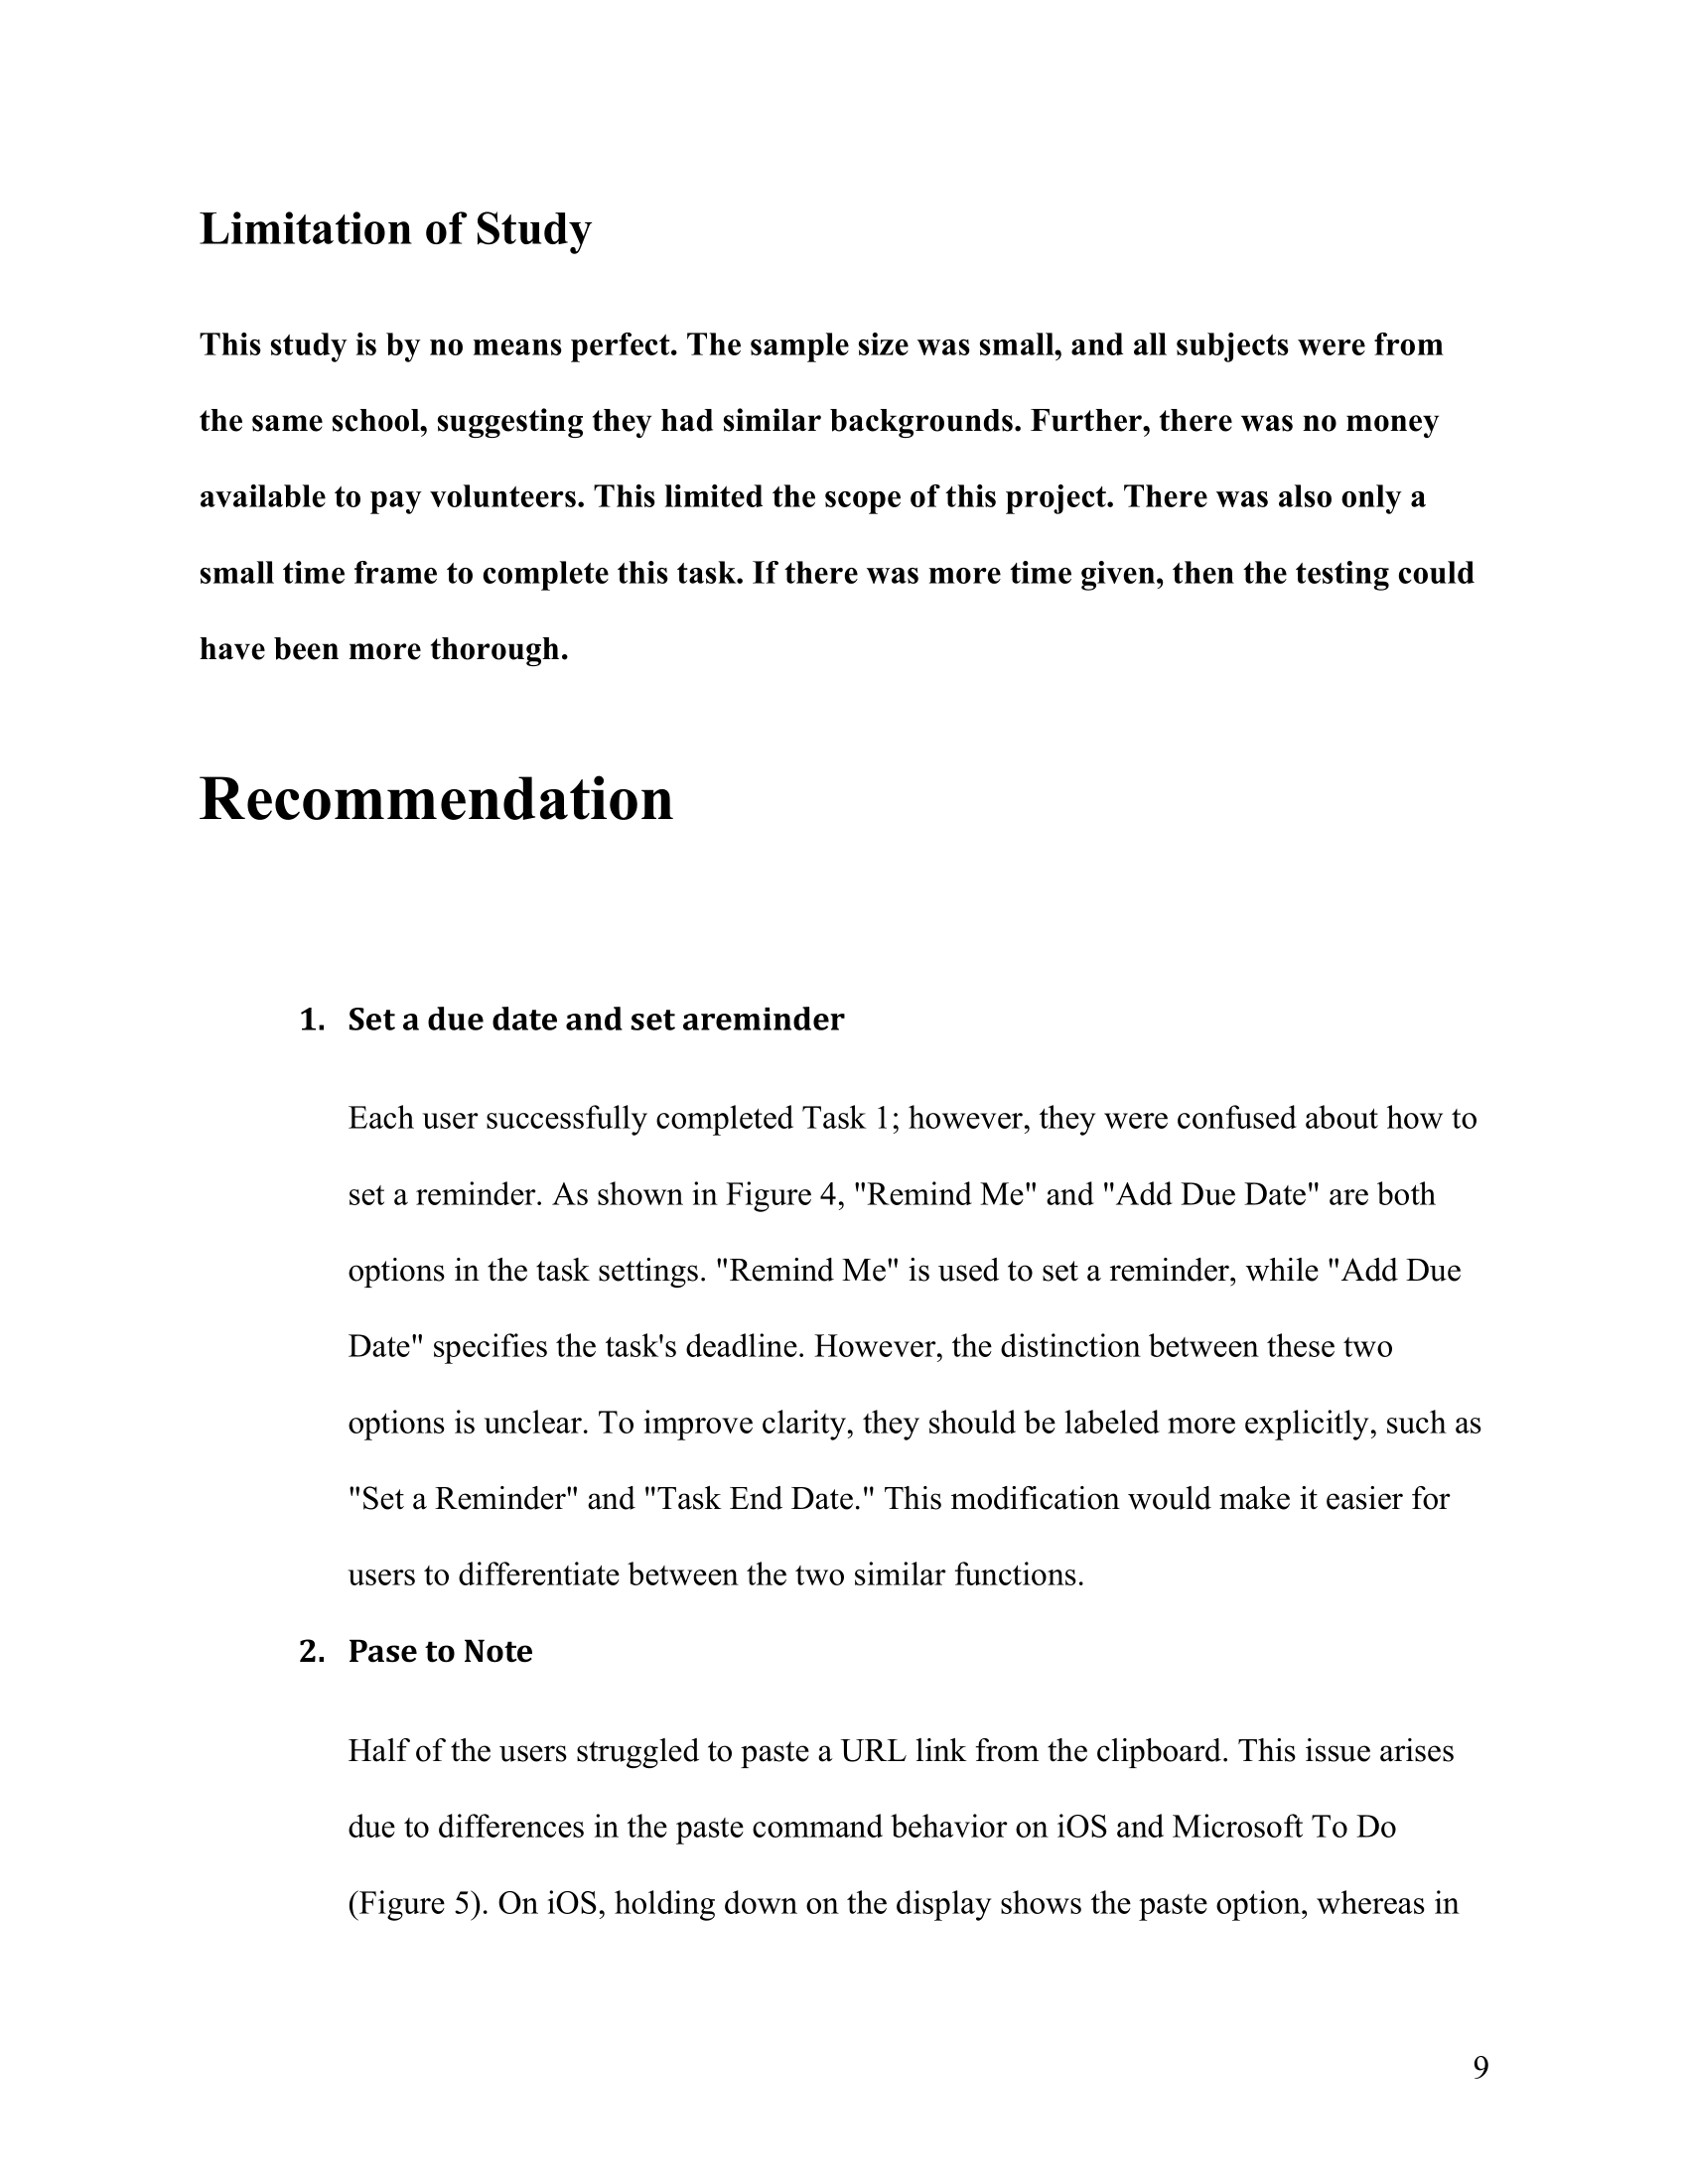 Limitation of Study
This study is by no means perfect. The sample size was small, and all subjects were from
the same school, suggesting they had similar backgrounds. Further, there was no money
available to pay volunteers. This limited the scope of this project. There was also only a
small time frame to complete this task. If there was more time given, then the testing could
have been more thorough.
Recommendation
1. Set a due date and set areminder
Each user successfully completed Task 1; however, they were confused about how to
set a reminder. As shown in Figure 4, "Remind Me" and "Add Due Date" are both
options in the task settings. "Remind Me" is used to set a reminder, while "Add Due
Date" specifies the task's deadline. However, the distinction between these two
options is unclear. To improve clarity, they should be labeled more explicitly, such as
"Set a Reminder" and "Task End Date." This modification would make it easier for
users to differentiate between the two similar functions.
2. Pase to Note
Half of the users struggled to paste a URL link from the clipboard. This issue arises
due to differences in the paste command behavior on iOS and Microsoft To Do
(Figure 5). On iOS, holding down on the display shows the paste option, whereas in
9